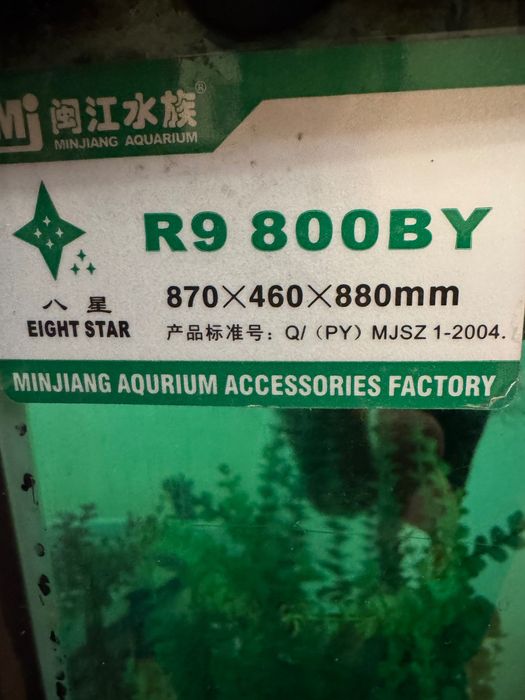 Mj 闽江水族®
MINJIANG AQUARIUM
R9 800BY
八星
EIGHT STAR
870×460×880mm
产品标准号：Q/（PY）MJSZ 1-2004.
MINJIANG AQURIUM ACCESSORIES FACTORY